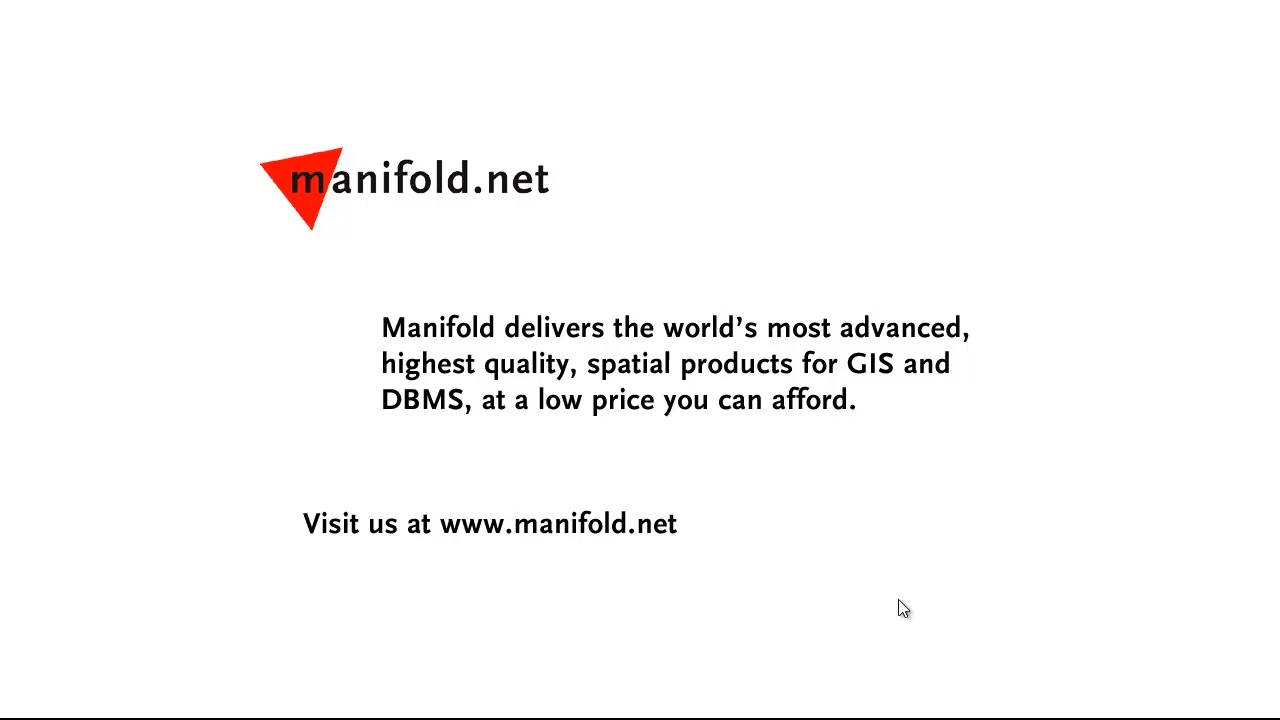 manifold.net
Manifold delivers the world’s most advanced,
highest quality, spatial products for GIS and
DBMS, at a low price you can afford.
Visit us at www.manifold.net